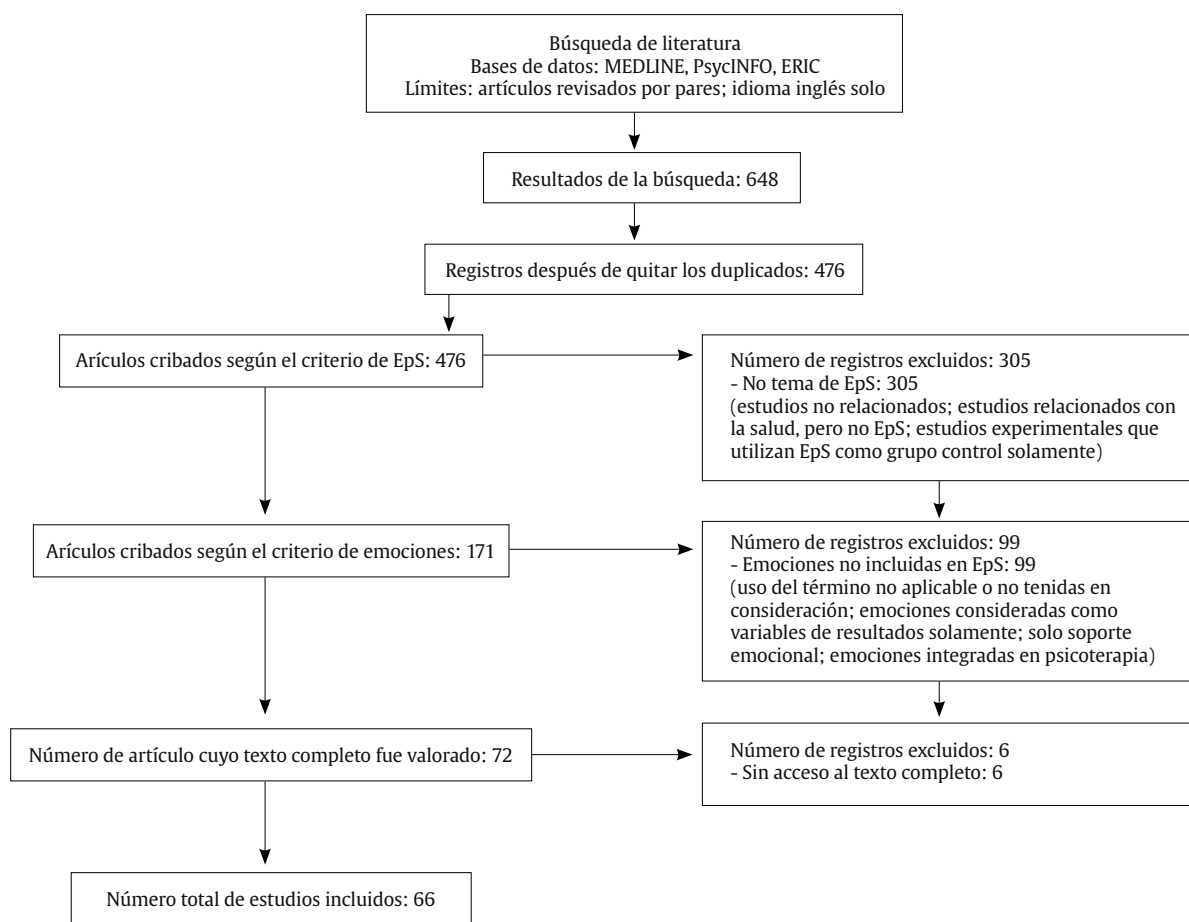 Búsqueda de literatura
Bases de datos: MEDLINE, PsycINFO, ERIC
Límites: artículos revisados por pares; idioma inglés solo
Resultados de la búsqueda: 648
Registros después de quitar los duplicados: 476
Arículos cribados según el criterio de EpS: 476
Número de registros excluidos: 305
- No tema de EpS: 305
(estudios no relacionados; estudios relacionados con
la salud, pero no EpS; estudios experimentales que
utilizan EpS como grupo control solamente)
Arículos cribados según el criterio de emociones: 171
Número de registros excluidos: 99
- Emociones no incluidas en EpS: 99
(uso del término no aplicable o no tenidas en
consideración; emociones consideradas como
variables de resultados solamente; solo soporte
emocional; emociones integradas en psicoterapia)
Número de artículo cuyo texto completo fue valorado: 72
Número de registros excluidos: 6
- Sin acceso al texto completo: 6
Número total de estudios incluidos: 66